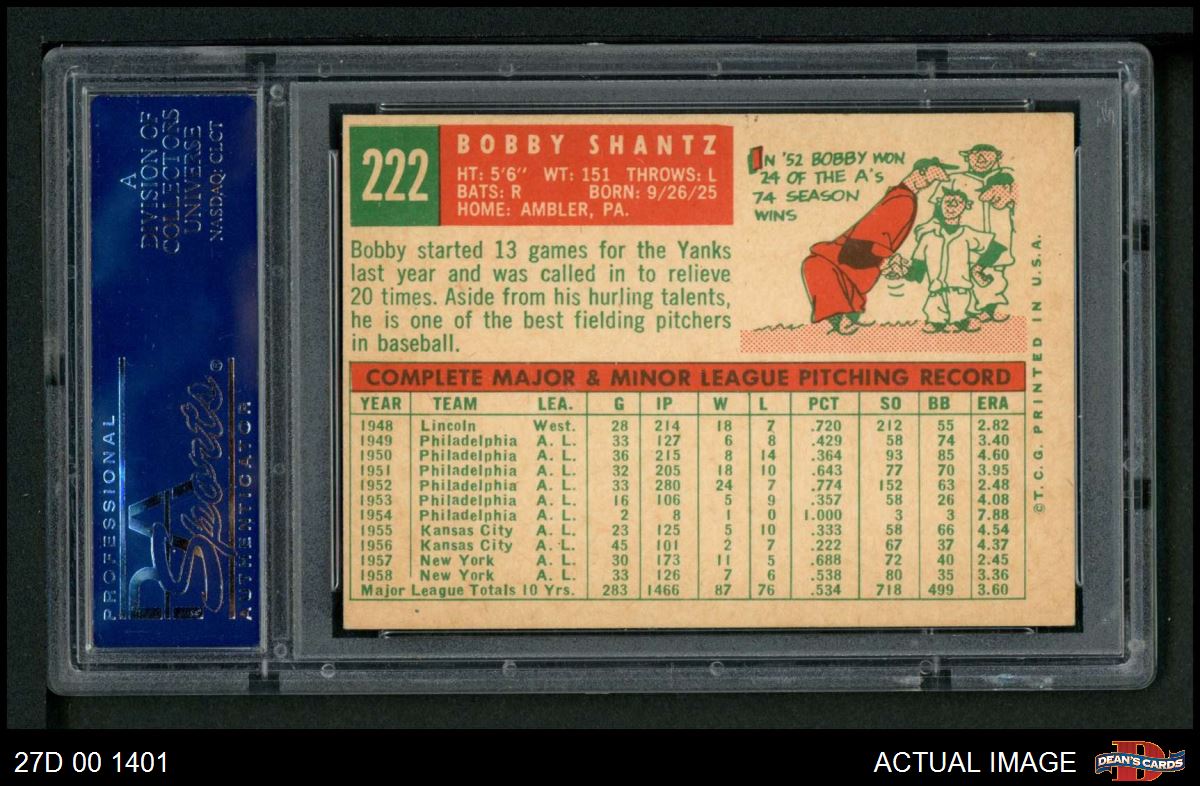 A
DIVISION OF
COLLECTORS
UNIVERSE
NASDAQ: CLCT
PROFESSIONAL
PSA
Sports®
AUTHENTICATOR
222
BOBBY SHANTZ
HT: 5'6" WT: 151 THROWS: L
BATS: R BORN: 9/26/25
HOME: AMBLER, PA.
IN '52 BOBBY WON
24 OF THE A'S
74 SEASON
WINS
Bobby started 13 games for the Yanks
last year and was called in to relieve
20 times. Aside from his hurling talents,
he is one of the best fielding pitchers
in baseball.
COMPLETE MAJOR & MINOR LEAGUE PITCHING RECORD
YEAR TEAM LEA. G IP W L PCT SO BB ERA
1948 Lincoln West. 28 214 18 7 .720 212 55 2.82
1949 Philadelphia A. L. 33 127 6 8 .429 58 74 3.40
1950 Philadelphia A. L. 36 215 8 14 .364 93 85 4.60
1951 Philadelphia A. L. 32 205 18 10 .643 77 70 3.95
1952 Philadelphia A. L. 33 280 24 7 .774 152 63 2.48
1953 Philadelphia A. L. 16 106 5 9 .357 58 26 4.08
1954 Philadelphia A. L. 2 8 1 0 1.000 3 3 7.88
1955 Kansas City A. L. 23 125 5 10 .333 58 66 4.54
1956 Kansas City A. L. 45 101 2 7 .222 67 37 4.37
1957 New York A. L. 30 173 11 5 .688 72 40 2.45
1958 New York A. L. 33 126 7 6 .538 80 35 3.36
Major League Totals 10 Yrs. 283 1466 87 76 .534 718 499 3.60
©T.C.G. PRINTED IN U.S.A.
27D 00 1401
ACTUAL IMAGE
DEAN'S CARDS